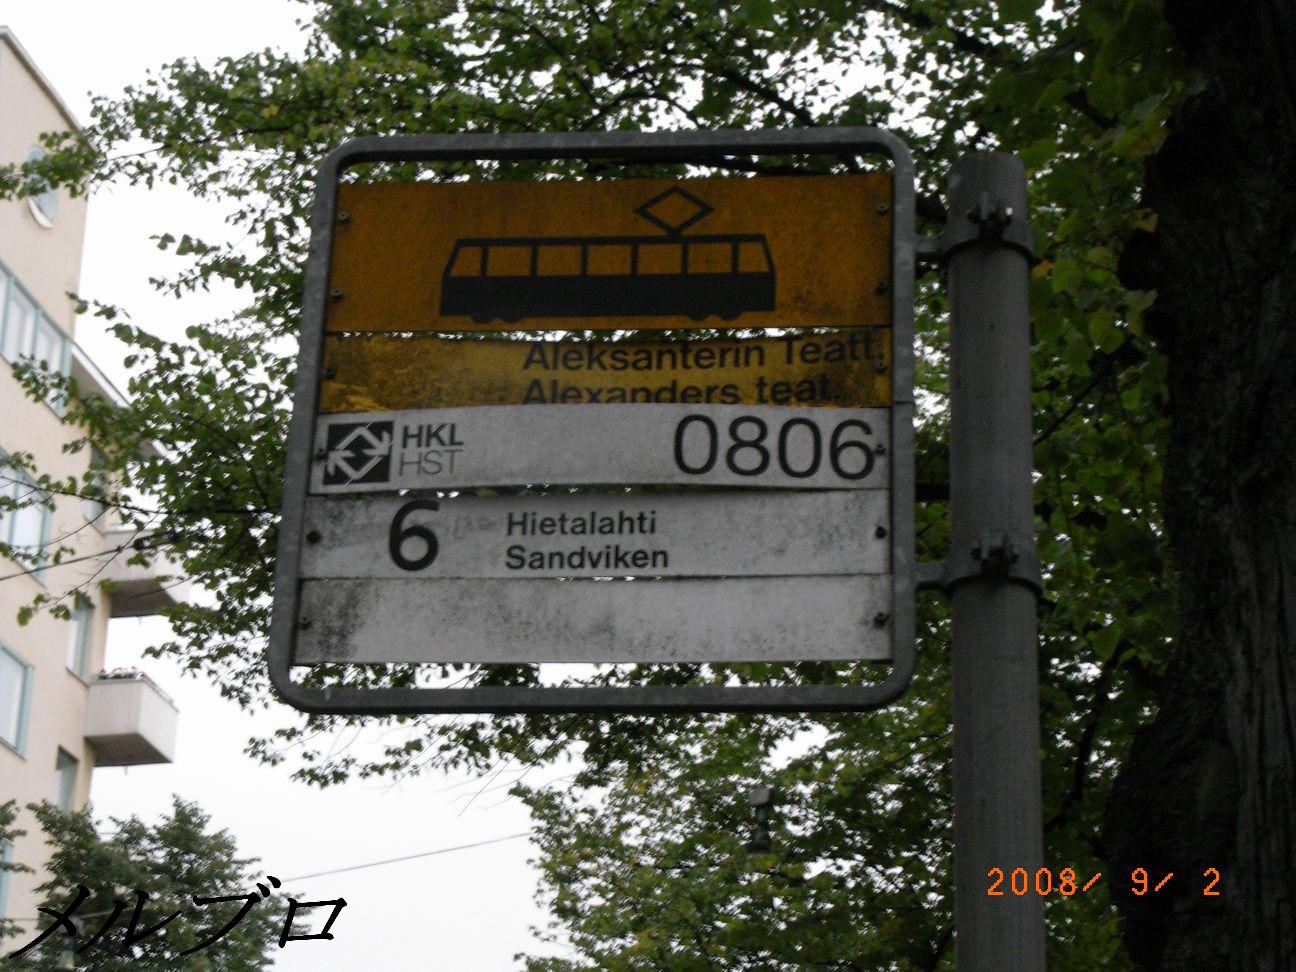 Aleksanterin Teatt.
Alexanders teat.
HKL
HST
0806
6
Hietalahti
Sandviken
2008/ 9/ 2
メルブロ